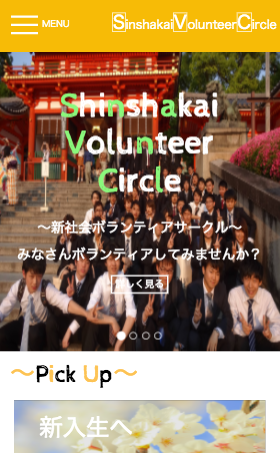 MENU
SinshakaiVolunteerCircle
Shinshakai
Volunteer
Circle
〜新社会ボランティアサークル〜
みなさんボランティアしてみませんか？
詳しく見る
〜Pick Up〜
新入生へ